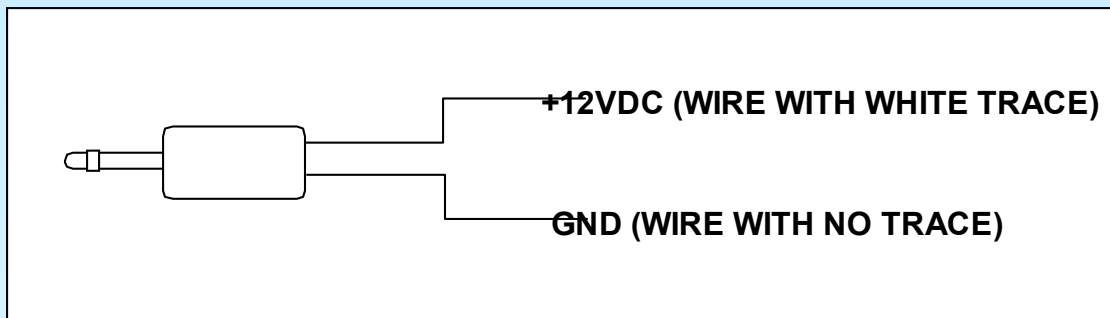 +12VDC (WIRE WITH WHITE TRACE)
GND (WIRE WITH NO TRACE)